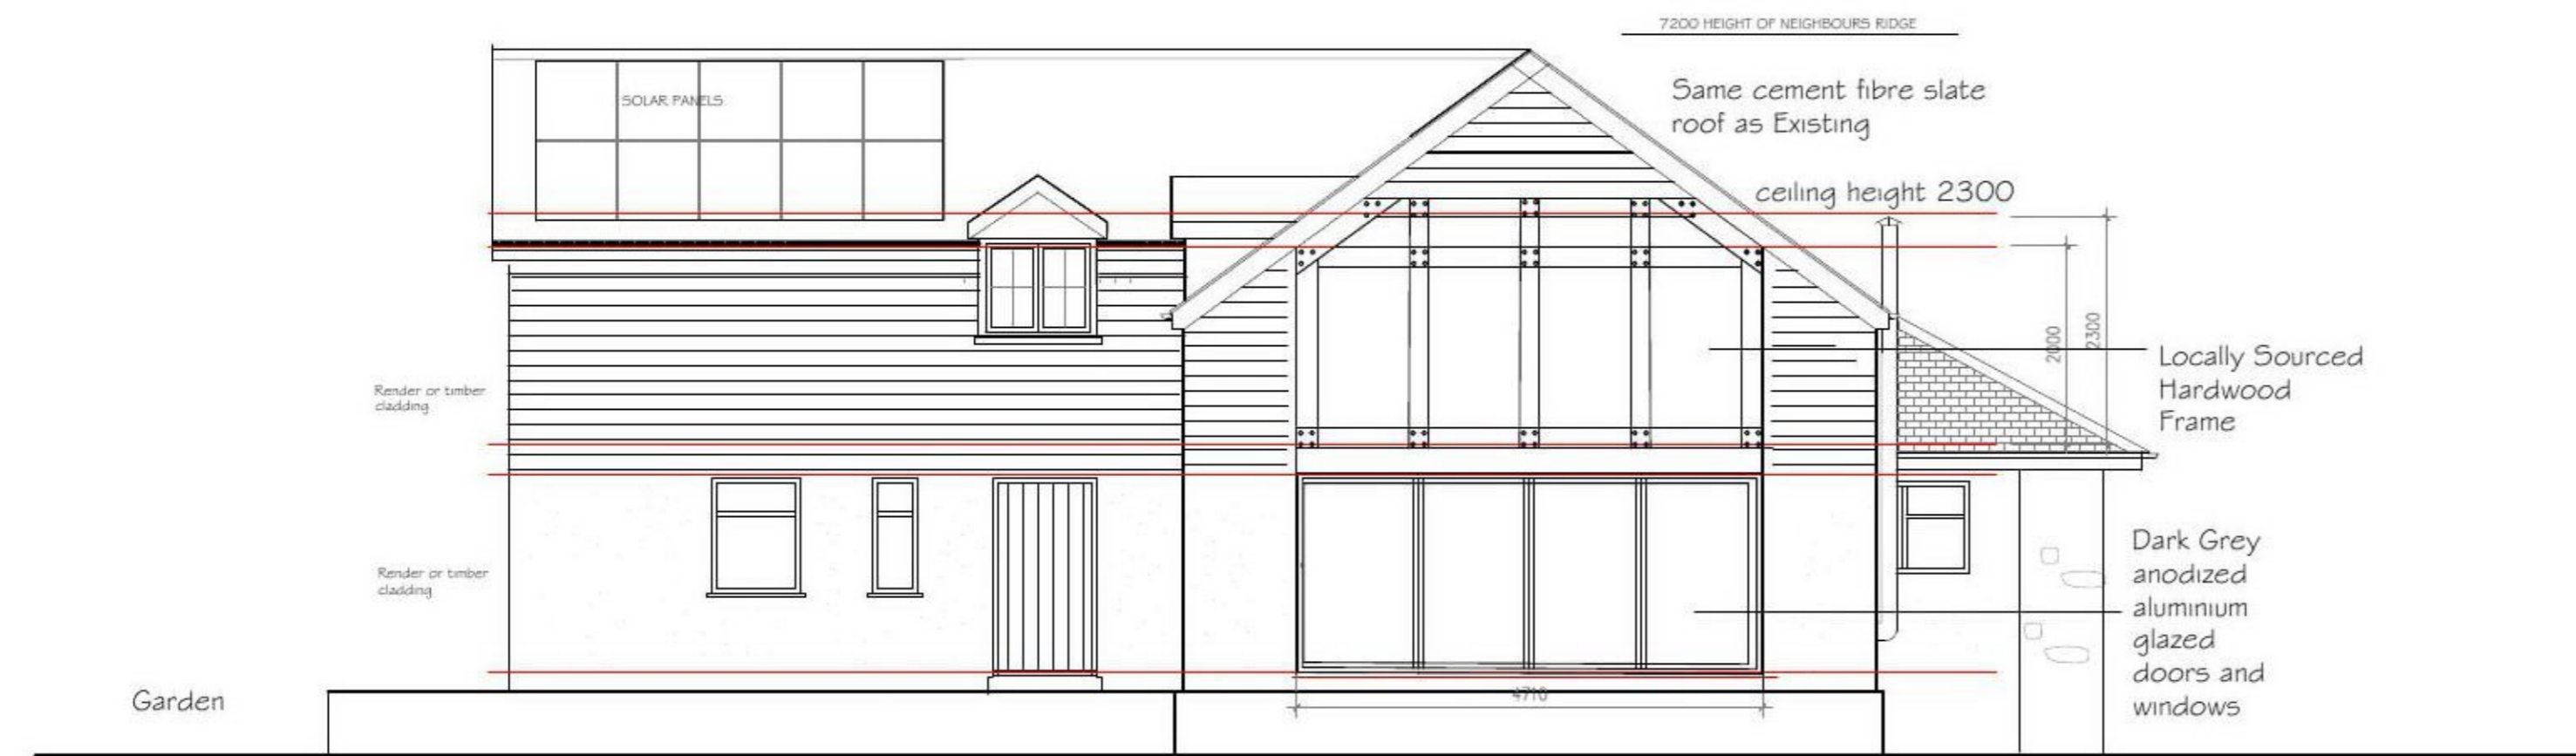 7200 HEIGHT OF NEIGHBOURS RIDGE
SOLAR PANELS
Same cement fibre slate
roof as Existing
ceiling height 2300
2000
2300
Locally Sourced
Hardwood
Frame
Render or timber
cladding
Render or timber
cladding
Dark Grey
anodized
aluminium
glazed
doors and
windows
Garden
4710